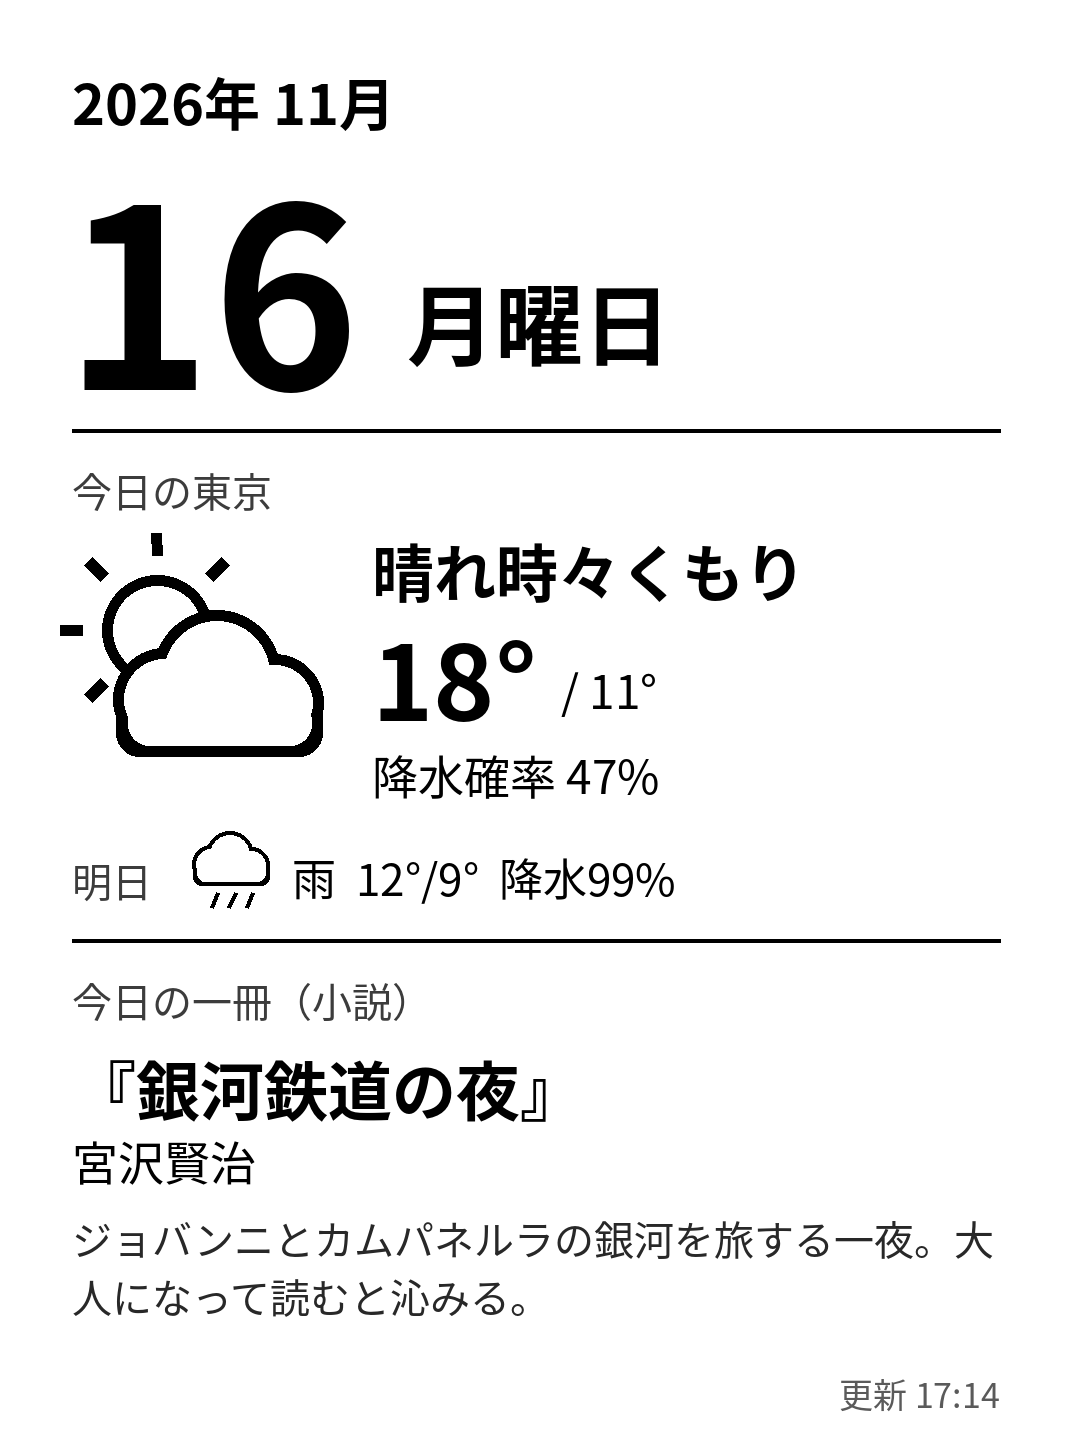 2026年 11月
16 月曜日
今日の東京
晴れ時々くもり
18° / 11°
降水確率 47%
明日 雨 12°/9° 降水99%
今日の一冊（小説）
『銀河鉄道の夜』
宮沢賢治
ジョバンニとカムパネルラの銀河を旅する一夜。大
人になって読むと沁みる。
更新 17:14